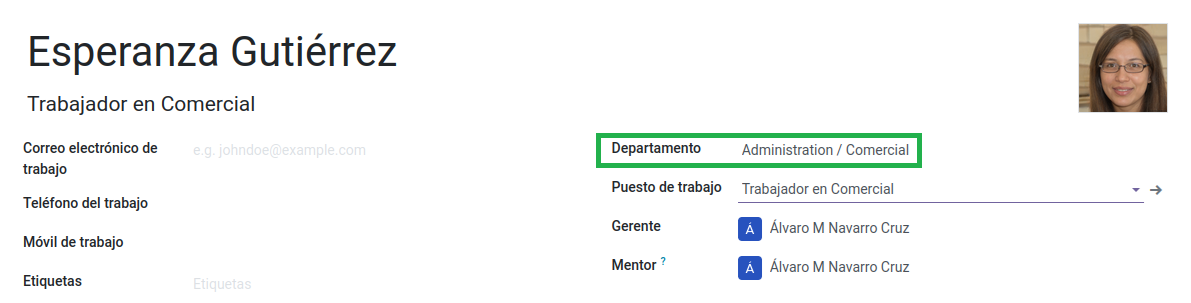 Esperanza Gutiérrez
Trabajador en Comercial
Correo electrónico de
trabajo
e.g. johndoe@example.com
Teléfono del trabajo
Móvil de trabajo
Etiquetas
Etiquetas
Departamento
Administration / Comercial
Puesto de trabajo
Trabajador en Comercial
Gerente
Á
Álvaro M Navarro Cruz
Mentor ?
Á
Álvaro M Navarro Cruz